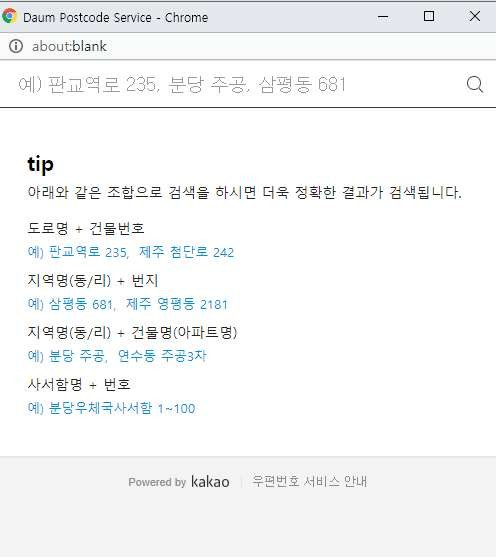 Daum Postcode Service - Chrome
about:blank
예) 판교역로 235, 분당 주공, 삼평동 681
tip
아래와 같은 조합으로 검색을 하시면 더욱 정확한 결과가 검색됩니다.
도로명 + 건물번호
예) 판교역로 235, 제주 첨단로 242
지역명(동/리) + 번지
예) 삼평동 681, 제주 영평동 2181
지역명(동/리) + 건물명(아파트명)
예) 분당 주공, 연수동 주공3차
사서함명 + 번호
예) 분당우체국사서함 1~100
Powered by kakao 우편번호 서비스 안내